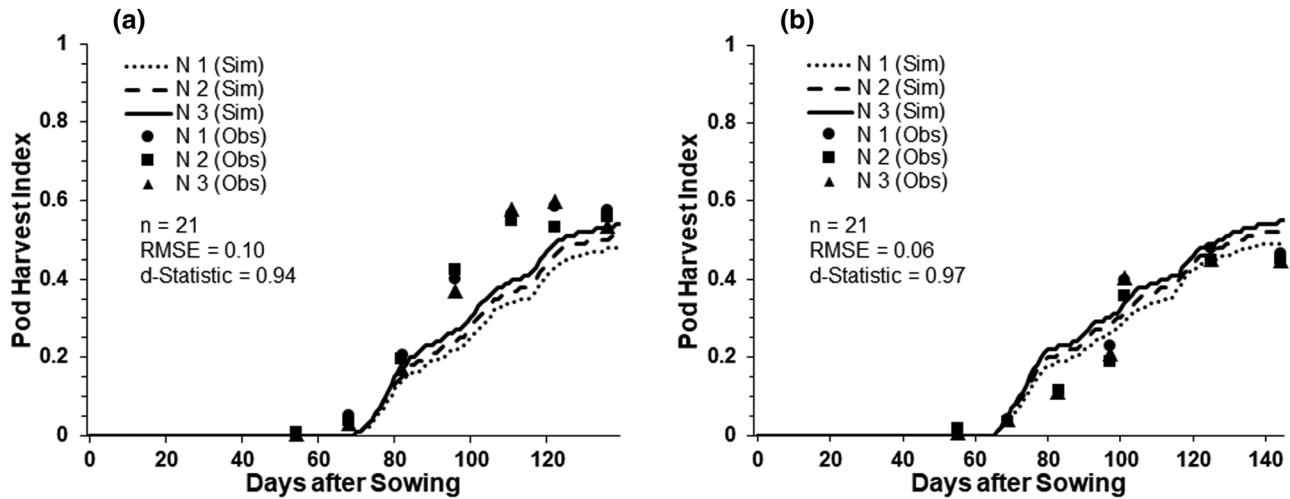 (a)
Pod Harvest Index
1
0.8
0.6
0.4
0.2
0
N 1 (Sim)
N 2 (Sim)
N 3 (Sim)
N 1 (Obs)
N 2 (Obs)
N 3 (Obs)
n = 21
RMSE = 0.10
d-Statistic = 0.94
0 20 40 60 80 100 120
Days after Sowing
(b)
Pod Harvest Index
1
0.8
0.6
0.4
0.2
0
N 1 (Sim)
N 2 (Sim)
N 3 (Sim)
N 1 (Obs)
N 2 (Obs)
N 3 (Obs)
n = 21
RMSE = 0.06
d-Statistic = 0.97
0 20 40 60 80 100 120 140
Days after Sowing